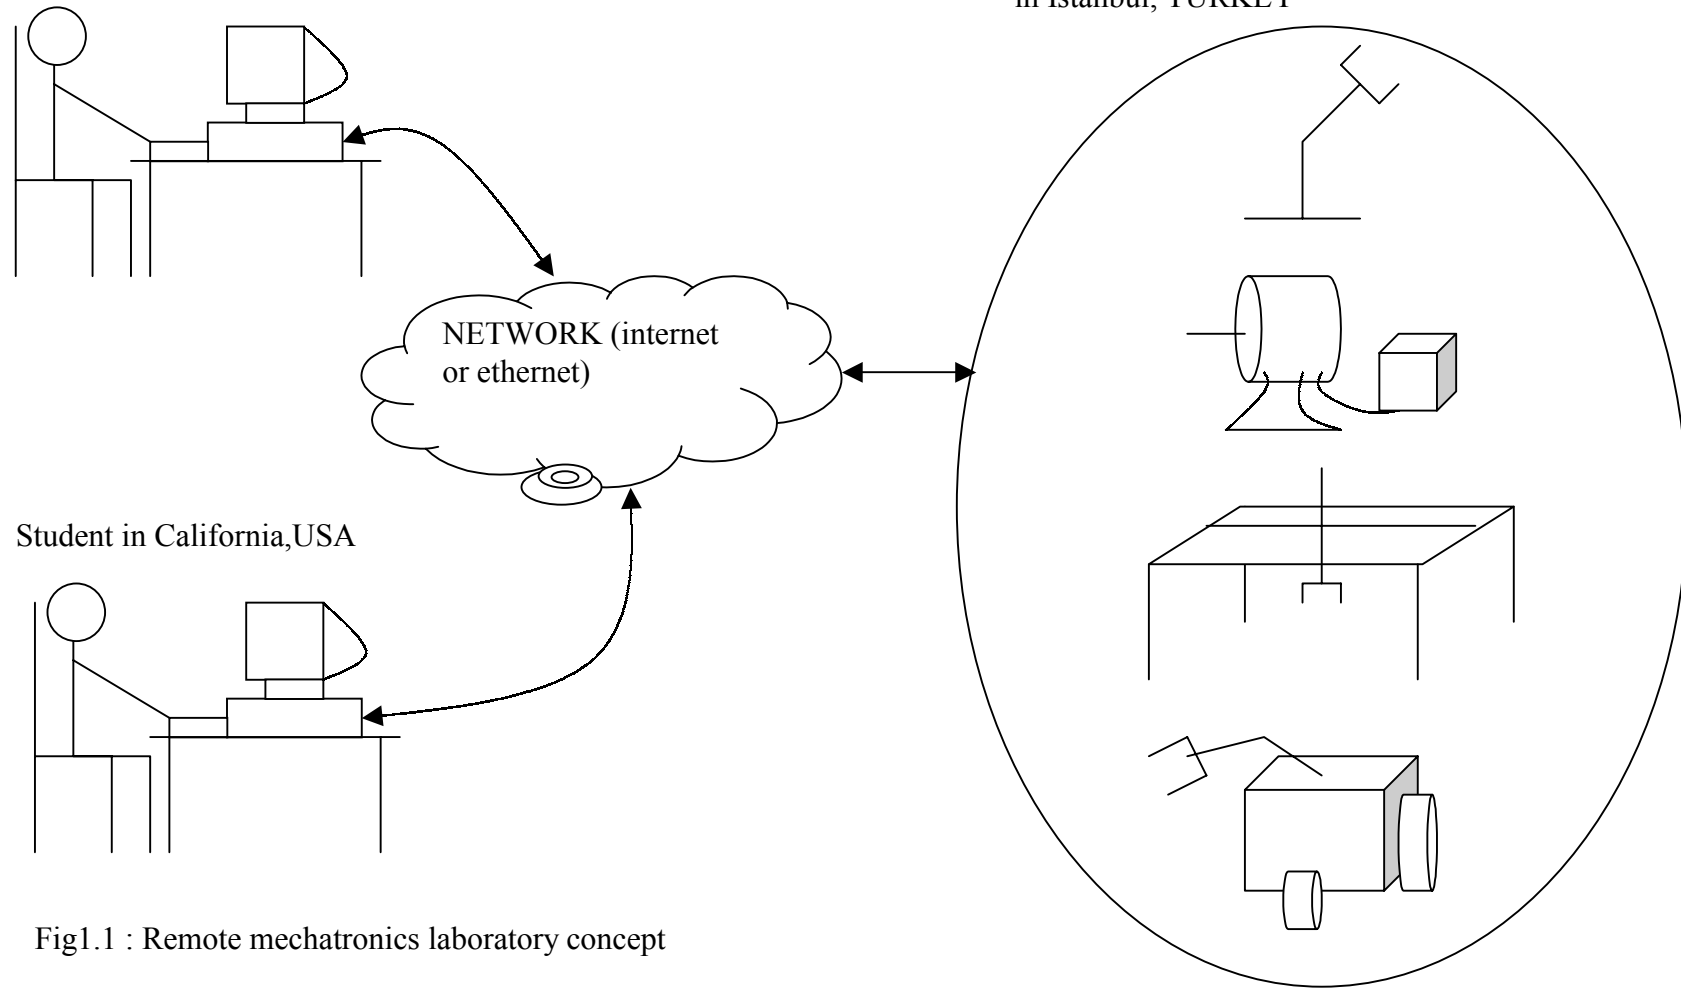 in Istanbul, TURKEY
NETWORK (internet
or ethernet)
Student in California,USA
Fig1.1 : Remote mechatronics laboratory concept